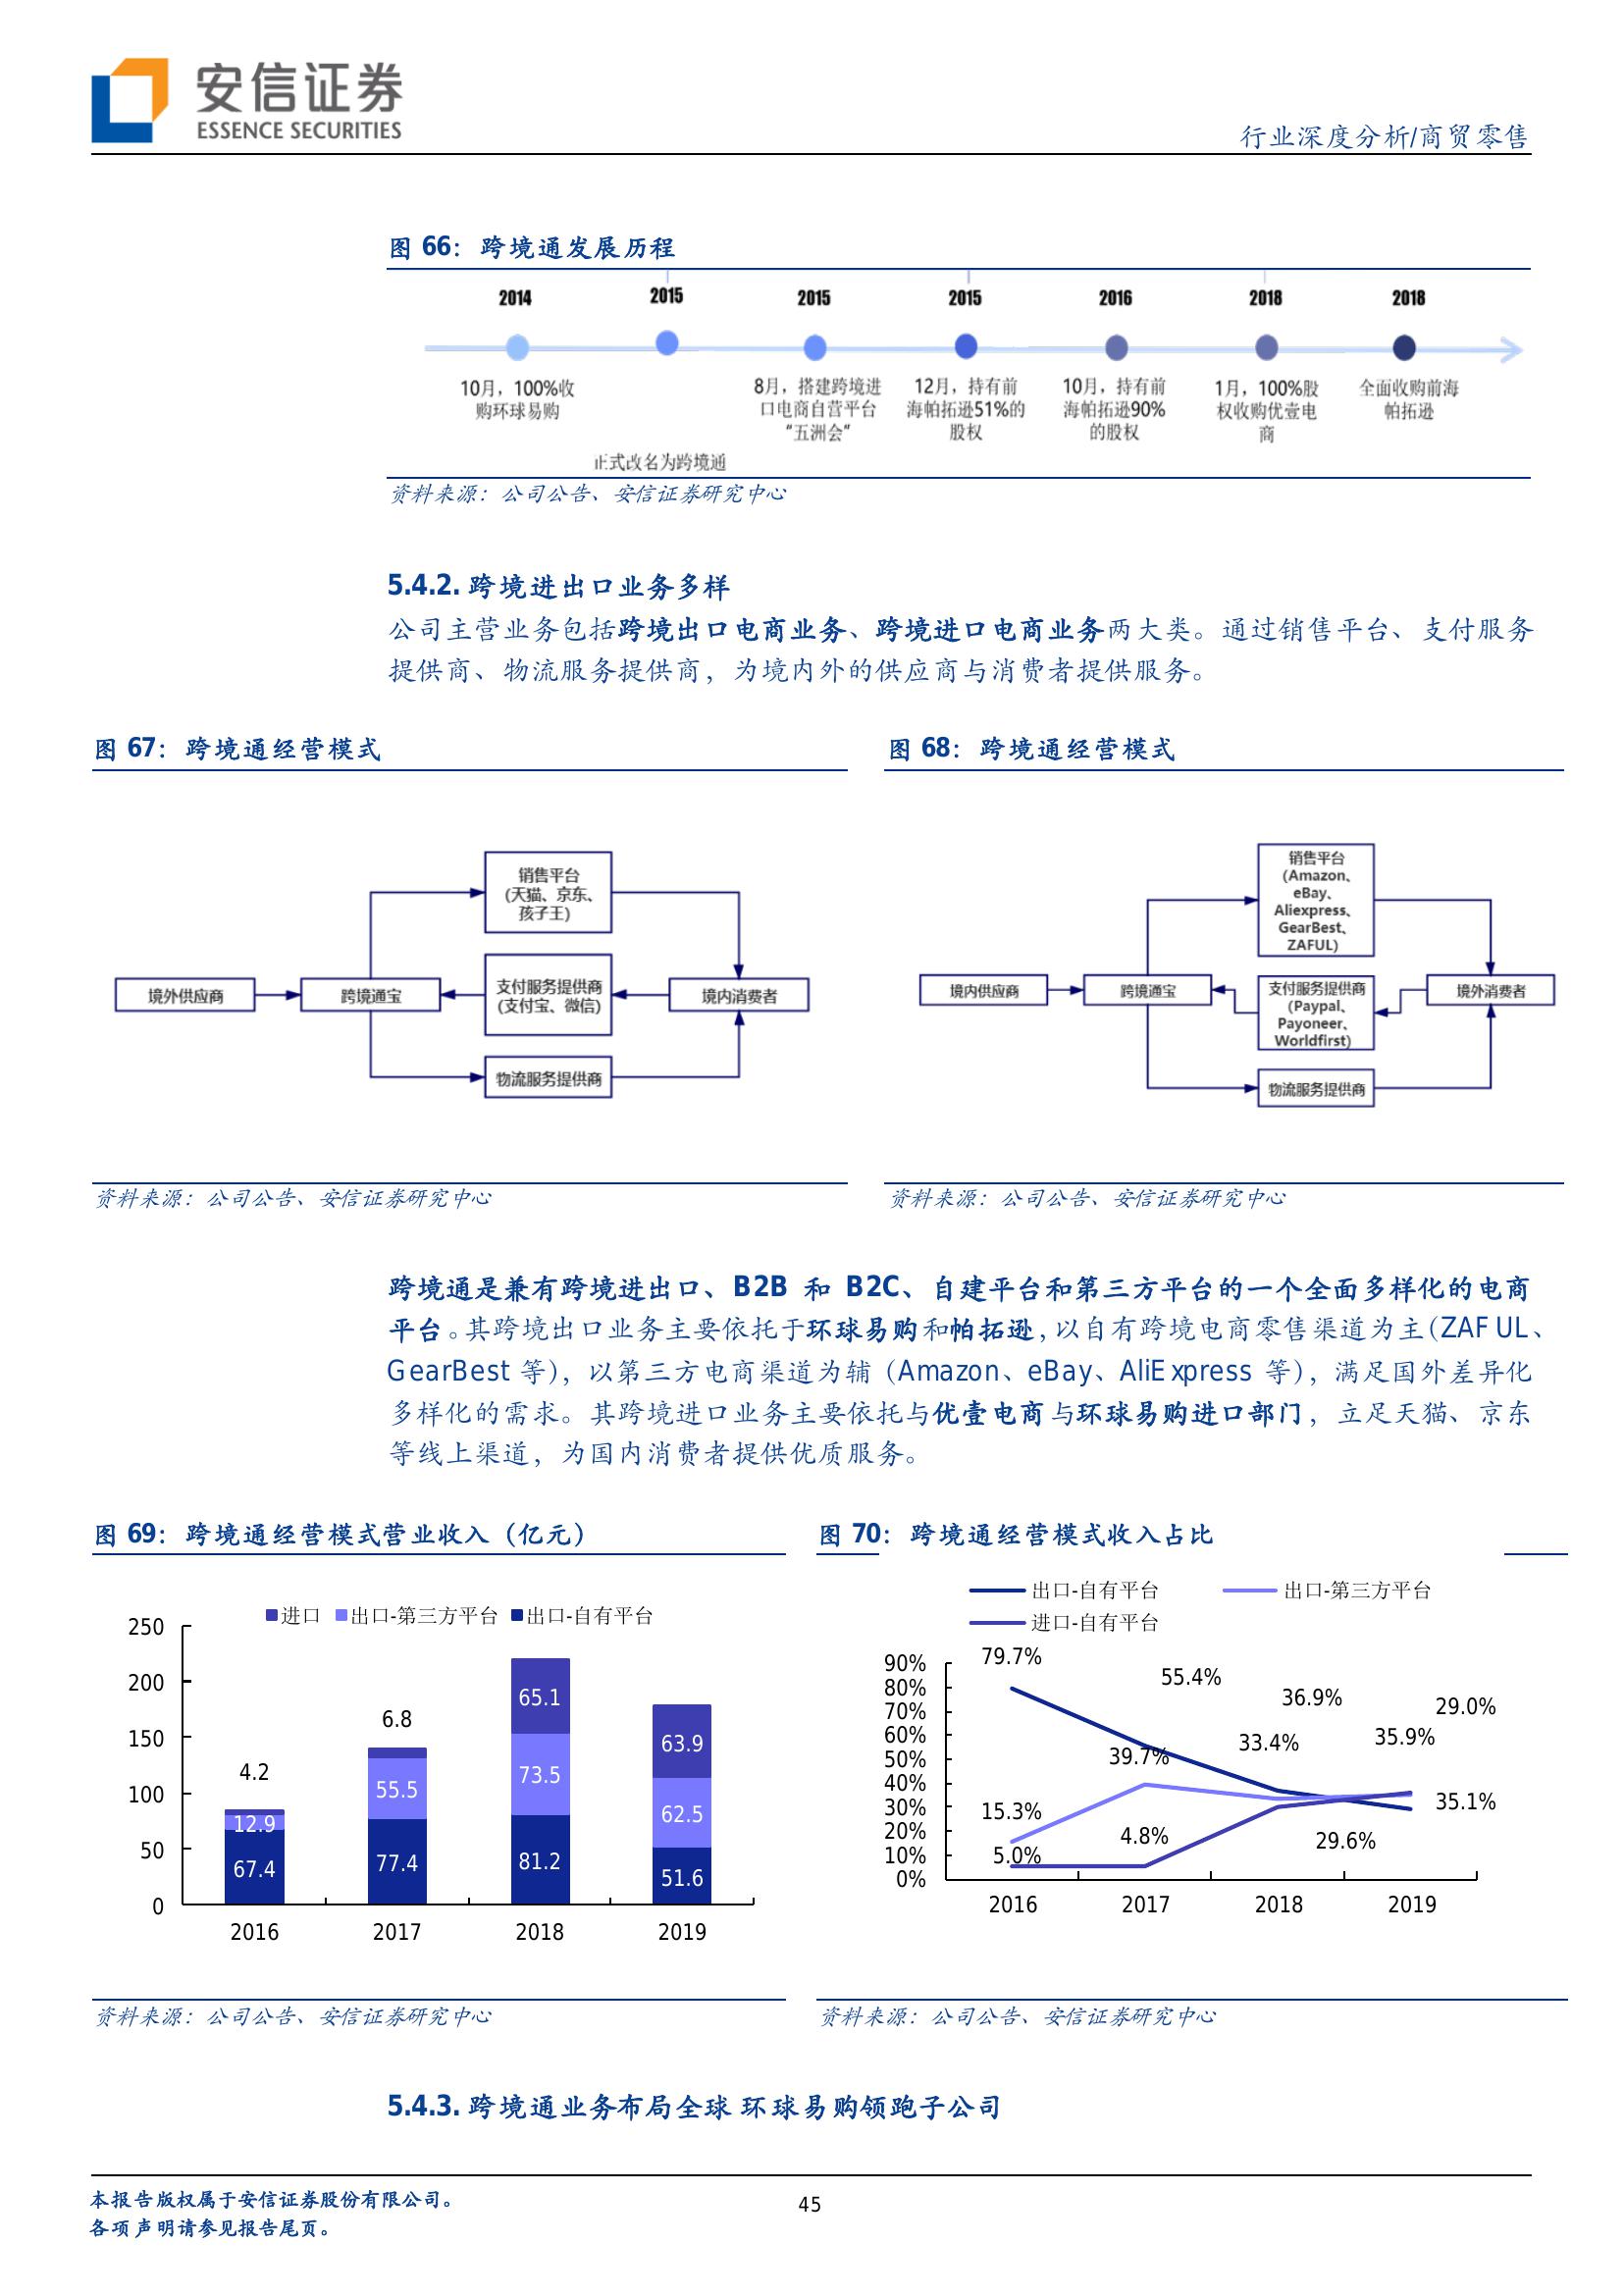 安信证券
ESSENCE SECURITIES
行业深度分析/商贸零售
图 66：跨境通发展历程
2014
2015
2015
2015
2016
2018
2018
10月，100%收
购环球易购
正式改名为跨境通
8月，搭建跨境进
口电商自营平台
“五洲会”
12月，持有前
海帕拓逊51%的
股权
10月，持有前
海帕拓逊90%
的股权
1月，100%股
权收购优壹电
商
全面收购前海
帕拓逊
资料来源：公司公告、安信证券研究中心
5.4.2. 跨境进出口业务多样
公司主营业务包括跨境出口电商业务、跨境进口电商业务两大类。通过销售平台、支付服务
提供商、物流服务提供商，为境内外的供应商与消费者提供服务。
图 67：跨境通经营模式
销售平台
(天猫、京东、
孩子王)
境外供应商
跨境通宝
支付服务提供商
(支付宝、微信)
境内消费者
物流服务提供商
资料来源：公司公告、安信证券研究中心
图 68：跨境通经营模式
销售平台
（Amazon、
eBay、
Aliexpress、
GearBest、
ZAFUL)
境内供应商
跨境通宝
支付服务提供商
（Paypal、
Payoneer、
Worldfirst)
境外消费者
物流服务提供商
资料来源：公司公告、安信证券研究中心
跨境通是兼有跨境进出口、B2B 和 B2C、自建平台和第三方平台的一个全面多样化的电商
平台。其跨境出口业务主要依托于环球易购和帕拓逊，以自有跨境电商零售渠道为主（ZAFUL、
GearBest 等），以第三方电商渠道为辅（Amazon、eBay、AliExpress 等），满足国外差异化
多样化的需求。其跨境进口业务主要依托与优壹电商与环球易购进口部门，立足天猫、京东
等线上渠道，为国内消费者提供优质服务。
图 69：跨境通经营模式营业收入（亿元）
进口 出口-第三方平台 出口-自有平台
250
200
150
100
50
0
4.2
12.9
67.4
6.8
55.5
77.4
65.1
73.5
81.2
63.9
62.5
51.6
2016 2017 2018 2019
资料来源：公司公告、安信证券研究中心
图 70：跨境通经营模式收入占比
出口-自有平台 出口-第三方平台
进口-自有平台
90%
80%
70%
60%
50%
40%
30%
20%
10%
0%
79.7%
55.4%
36.9%
29.0%
39.7%
33.4%
35.9%
15.3%
35.1%
5.0%
4.8%
29.6%
2016 2017 2018 2019
资料来源：公司公告、安信证券研究中心
5.4.3. 跨境通业务布局全球 环球易购领跑子公司
本报告版权属于安信证券股份有限公司。
各项声明请参见报告尾页。
45